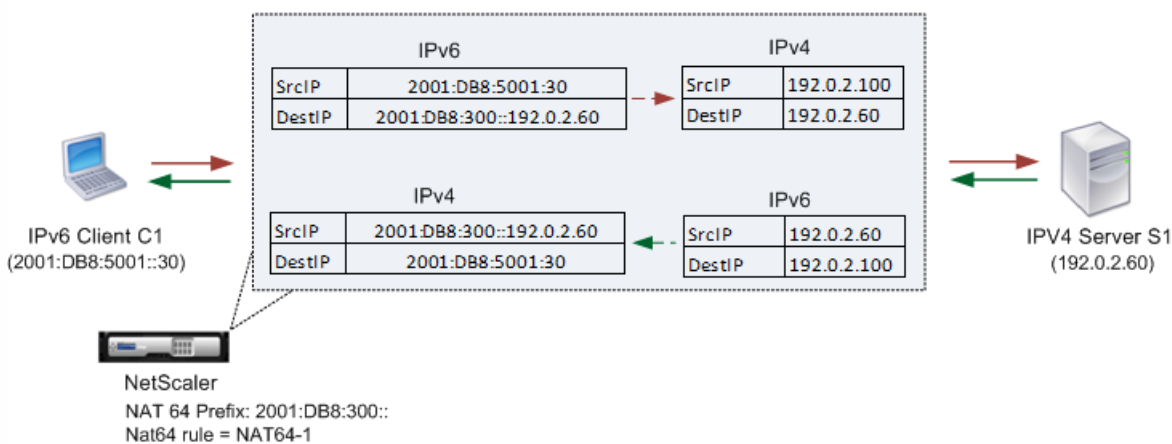 IPv6
IPv4
SrcIP 2001:DB8:5001:30
DestIP 2001:DB8:300::192.0.2.60
SrcIP 192.0.2.100
DestIP 192.0.2.60
IPv4
IPv6
SrcIP 2001:DB8:300::192.0.2.60
DestIP 2001:DB8:5001:30
SrcIP 192.0.2.60
DestIP 192.0.2.100
IPv6 Client C1
(2001:DB8:5001::30)
IPV4 Server S1
(192.0.2.60)
NetScaler
NAT 64 Prefix: 2001:DB8:300::
Nat64 rule = NAT64-1